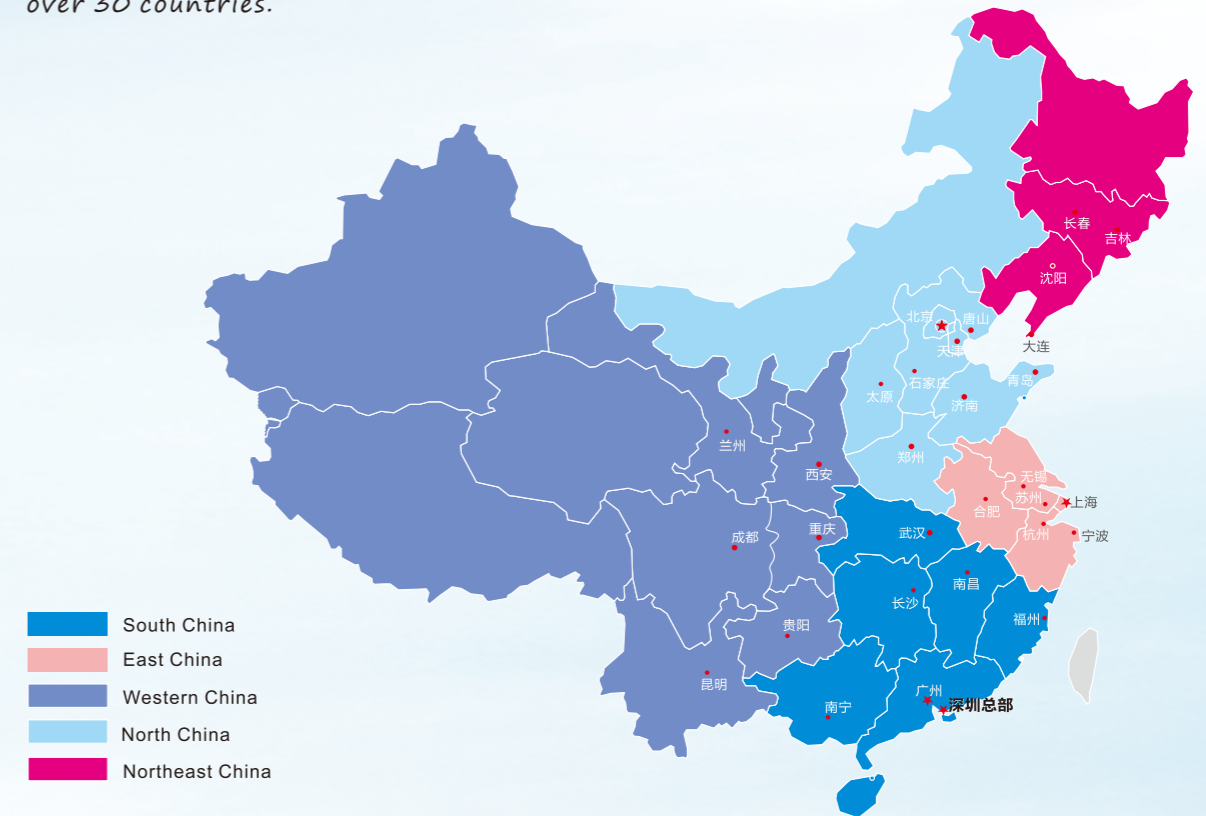 over 30 countries.
长春
吉林
沈阳
北京
唐山
天津
大连
青岛
石家庄
太原
济南
兰州
郑州
西安
无锡
苏州
上海
合肥
重庆
武汉
杭州
宁波
成都
南昌
长沙
福州
贵阳
昆明
广州
深圳总部
南宁
South China
East China
Western China
North China
Northeast China